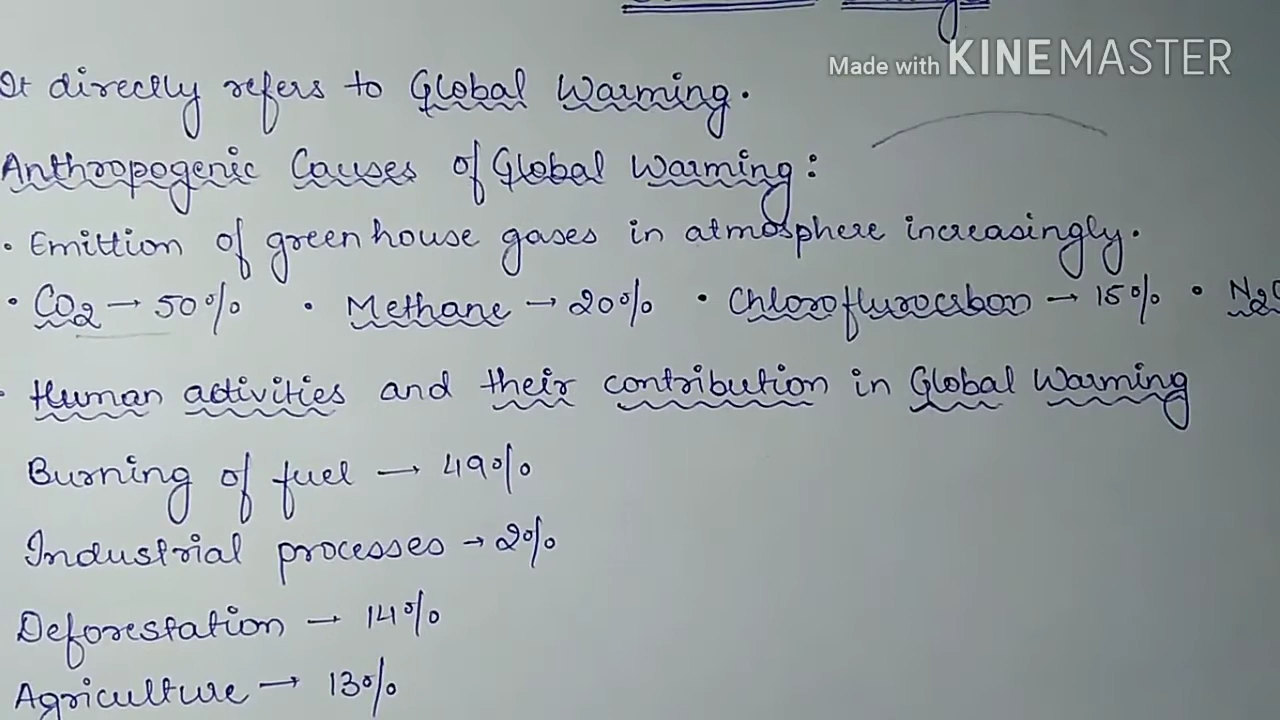 Made with KINEMASTER
It directly refers to Global Warming.
Anthropogenic Causes of Global Warming:
• Emittion of greenhouse gases in atmosphere increasingly.
• CO2 → 50% • Methane → 20% • Chloroflurocarbon → 15% • N2O
• Human activities and their contribution in Global Warming
Burning of fuel → 49%
Industrial processes → 2%
Deforestation → 14%
Agriculture → 13%